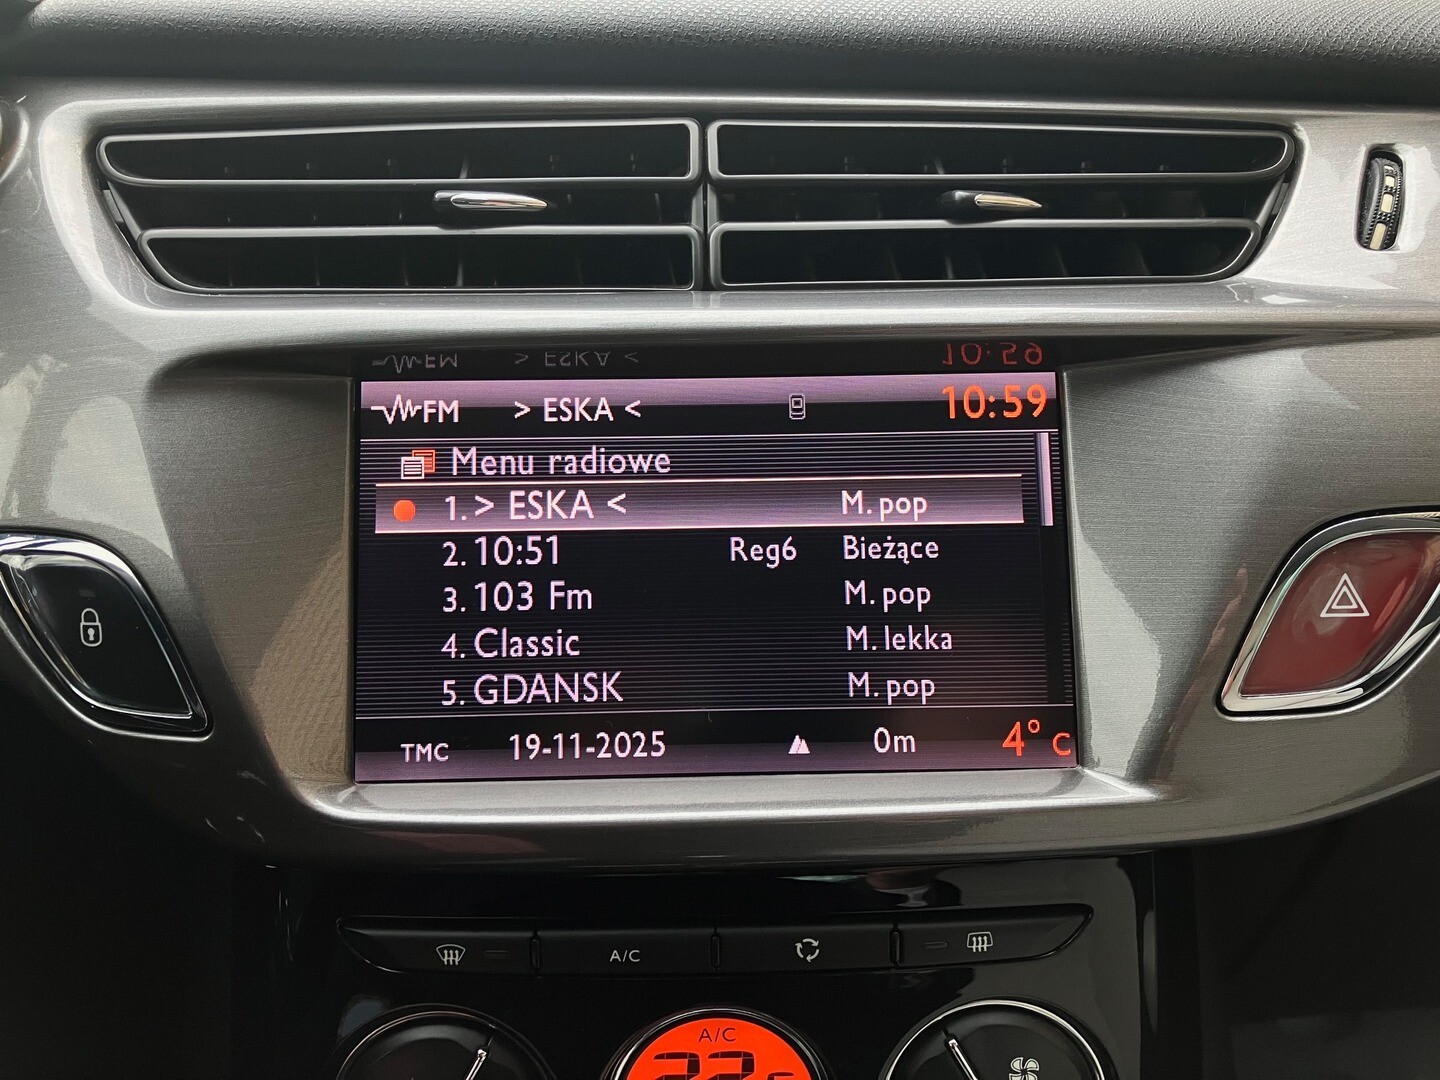 FM > ESKA < 10:59
Menu radiowe
1. > ESKA < M. pop
2. 10:51 Reg6 Bieżące
3. 103 Fm M. pop
4. Classic M. lekka
5. GDANSK M. pop
TMC 19-11-2025 0m 4° C
A/C
A/C